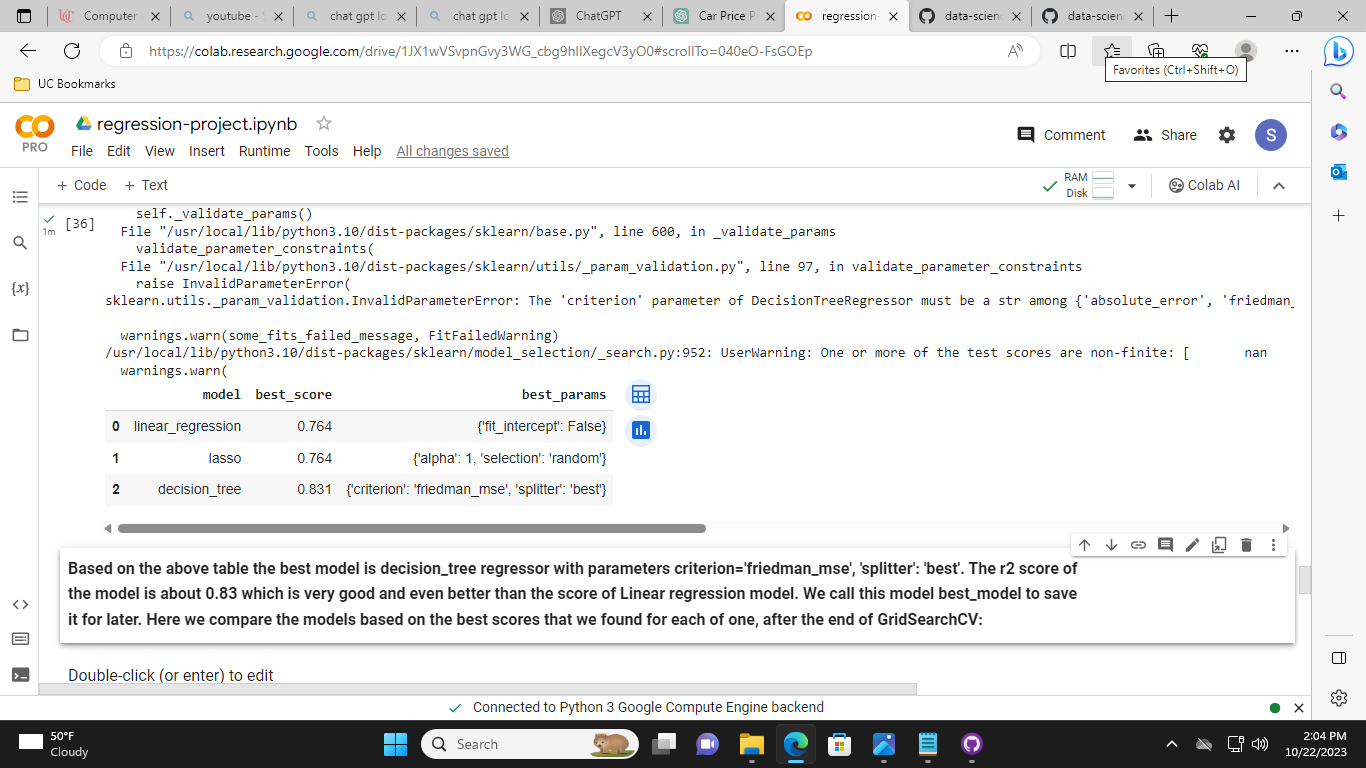 Computer
youtube -
chat gpt lo
chat gpt lo
ChatGPT
Car Price P
regression-
data-scien
data-scien
https://colab.research.google.com/drive/1JX1wVSvpnGvy3WG_cbg9hIlXegcV3yO0#scrollTo=040eO-FsGOEp
Favorites (Ctrl+Shift+O)
UC Bookmarks
CO
PRO
regression-project.ipynb
Comment
Share
S
File Edit View Insert Runtime Tools Help All changes saved
+ Code + Text
RAM
Disk
Colab AI
[36]
1m
self._validate_params()
File "/usr/local/lib/python3.10/dist-packages/sklearn/base.py", line 600, in _validate_params
validate_parameter_constraints(
File "/usr/local/lib/python3.10/dist-packages/sklearn/utils/_param_validation.py", line 97, in validate_parameter_constraints
raise InvalidParameterError(
sklearn.utils._param_validation.InvalidParameterError: The 'criterion' parameter of DecisionTreeRegressor must be a str among {'absolute_error', 'friedman_
warnings.warn(some_fits_failed_message, FitFailedWarning)
/usr/local/lib/python3.10/dist-packages/sklearn/model_selection/_search.py:952: UserWarning: One or more of the test scores are non-finite: [ nan
warnings.warn(
model best_score best_params
0 linear_regression 0.764 {'fit_intercept': False}
1 lasso 0.764 {'alpha': 1, 'selection': 'random'}
2 decision_tree 0.831 {'criterion': 'friedman_mse', 'splitter': 'best'}
Based on the above table the best model is decision_tree regressor with parameters criterion='friedman_mse', 'splitter': 'best'. The r2 score of
the model is about 0.83 which is very good and even better than the score of Linear regression model. We call this model best_model to save
it for later. Here we compare the models based on the best scores that we found for each of one, after the end of GridSearchCV:
Double-click (or enter) to edit
Connected to Python 3 Google Compute Engine backend
50°F
Cloudy
Search
2:04 PM
10/22/2023